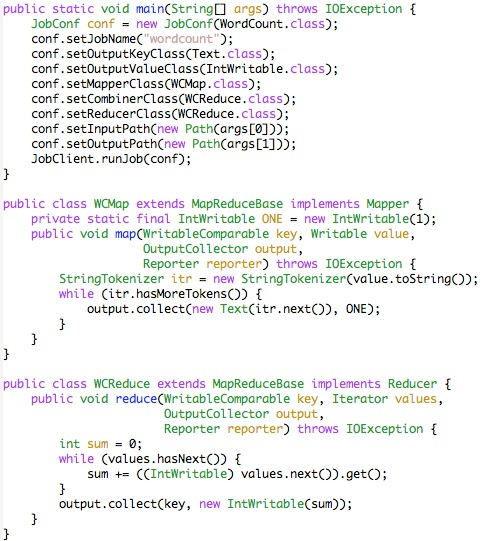 public static void main(String[] args) throws IOException {
    JobConf conf = new JobConf(WordCount.class);
    conf.setJobName("wordcount");
    conf.setOutputKeyClass(Text.class);
    conf.setOutputValueClass(IntWritable.class);
    conf.setMapperClass(WCMap.class);
    conf.setCombinerClass(WCReduce.class);
    conf.setReducerClass(WCReduce.class);
    conf.setInputPath(new Path(args[0]));
    conf.setOutputPath(new Path(args[1]));
    JobClient.runJob(conf);
}

public class WCMap extends MapReduceBase implements Mapper {
    private static final IntWritable ONE = new IntWritable(1);
    public void map(WritableComparable key, Writable value,
                    OutputCollector output,
                    Reporter reporter) throws IOException {
        StringTokenizer itr = new StringTokenizer(value.toString());
        while (itr.hasMoreTokens()) {
            output.collect(new Text(itr.next()), ONE);
        }
    }
}

public class WCReduce extends MapReduceBase implements Reducer {
    public void reduce(WritableComparable key, Iterator values,
                       OutputCollector output,
                       Reporter reporter) throws IOException {
        int sum = 0;
        while (values.hasNext()) {
            sum += ((IntWritable) values.next()).get();
        }
        output.collect(key, new IntWritable(sum));
    }
}